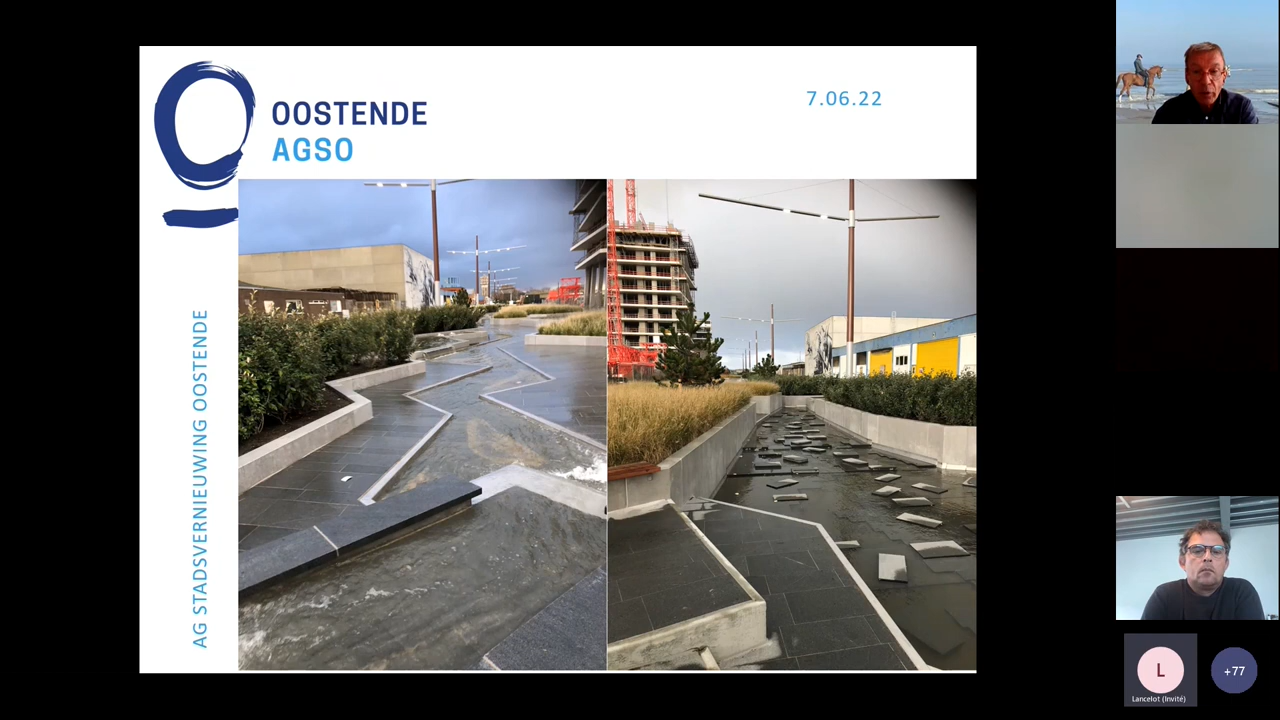 OOSTENDE
AGSO
7.06.22
AG STADSVERNIEUWING OOSTENDE
L
Lancelot (Invité)
+77